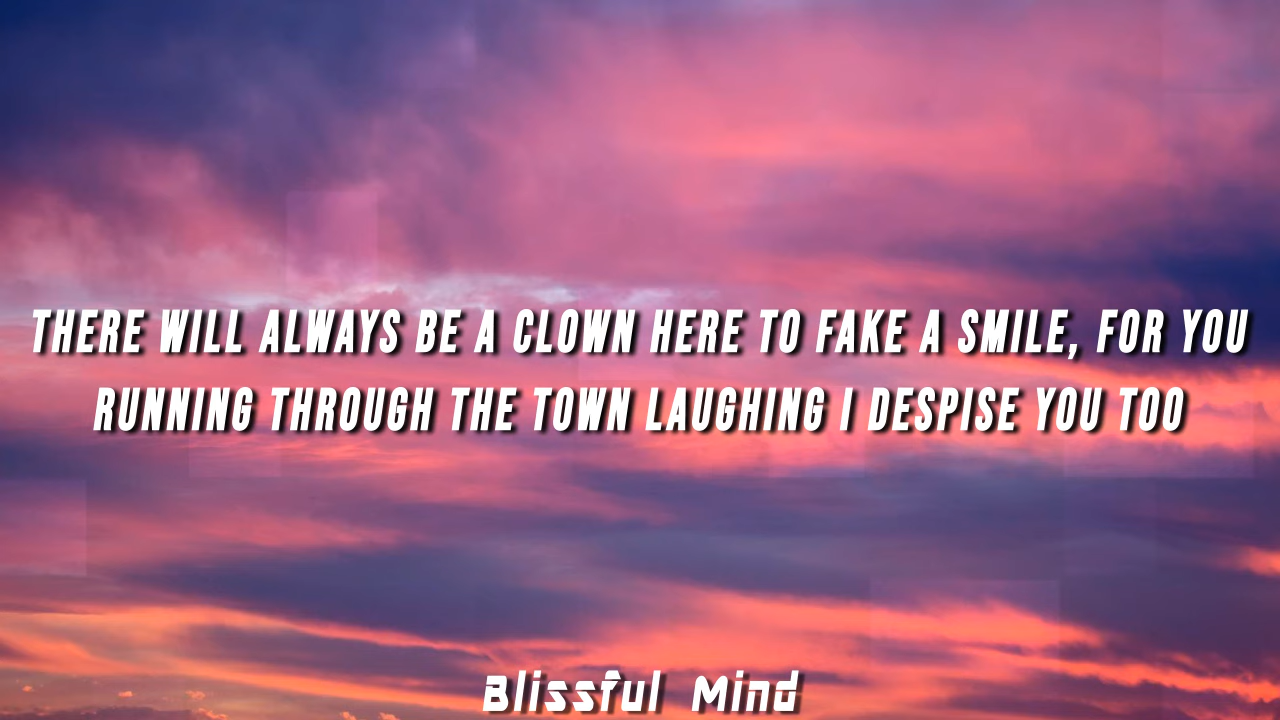 THERE WILL ALWAYS BE A CLOWN HERE TO FAKE A SMILE, FOR YOU
RUNNING THROUGH THE TOWN LAUGHING I DESPISE YOU TOO
Blissful Mind